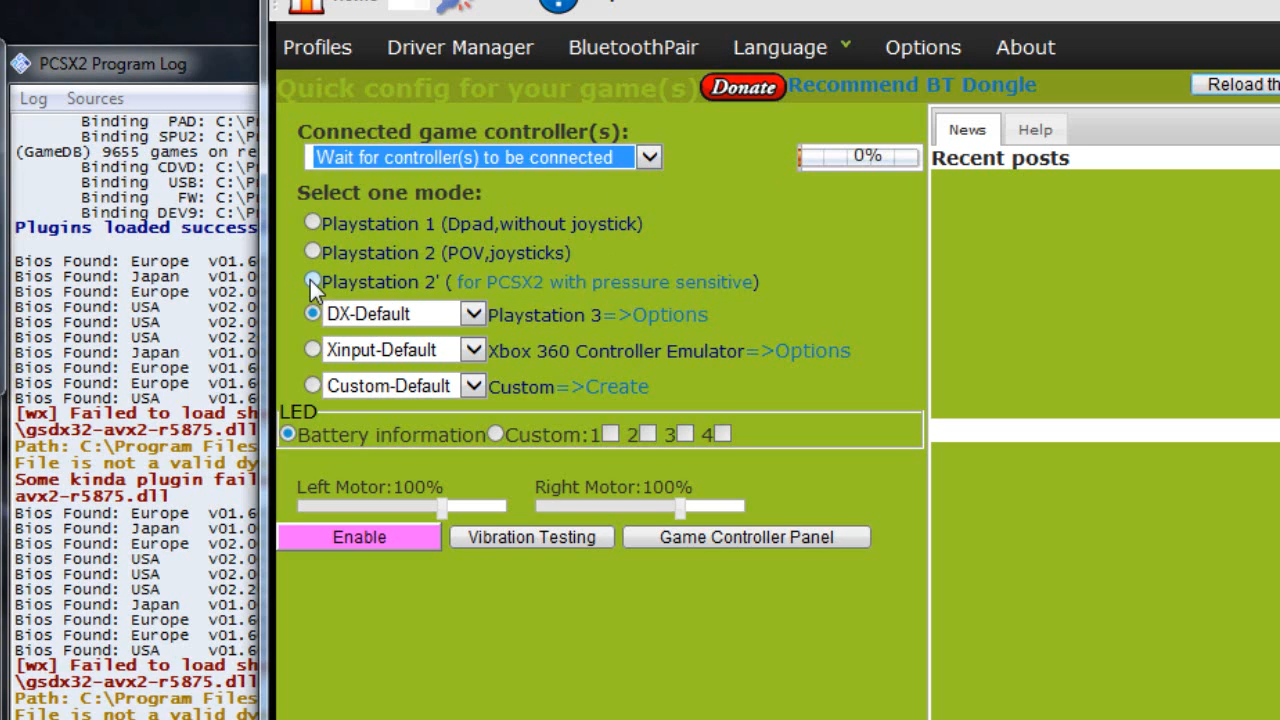 PCSX2 Program Log
Log Sources
Binding PAD: C:\P
Binding SPU2: C:\P
(GameDB) 9655 games on re
Binding CDVD: C:\P
Binding USB: C:\P
Binding FW: C:\P
Binding DEV9: C:\P
Plugins loaded success
Bios Found: Europe v01.6
Bios Found: Japan v01.0
Bios Found: Europe v02.0
Bios Found: USA v02.0
Bios Found: USA v02.0
Bios Found: USA v02.2
Bios Found: Japan v01.0
Bios Found: Europe v01.6
Bios Found: Europe v01.6
Bios Found: USA v01.6
[wx] Failed to load sh
\gsdx32-avx2-r5875.dll
Path: C:\Program Files
File is not a valid dy
Some kinda plugin fail
avx2-r5875.dll
Bios Found: Europe v01.6
Bios Found: Japan v01.0
Bios Found: Europe v02.0
Bios Found: USA v02.0
Bios Found: USA v02.0
Bios Found: USA v02.2
Bios Found: Japan v01.0
Bios Found: Europe v01.6
Bios Found: Europe v01.6
Bios Found: USA v01.6
[wx] Failed to load sh
\gsdx32-avx2-r5875.dll
Path: C:\Program Files
File is not a valid dy
Profiles Driver Manager BluetoothPair Language Options About
Quick config for your game(s) Donate Recommend BT Dongle Reload th
Connected game controller(s):
Wait for controller(s) to be connected 0%
Select one mode:
Playstation 1 (Dpad,without joystick)
Playstation 2 (POV,joysticks)
Playstation 2' ( for PCSX2 with pressure sensitive)
DX-Default Playstation 3=>Options
Xinput-Default Xbox 360 Controller Emulator=>Options
Custom-Default Custom=>Create
LED
Battery information Custom:1 2 3 4
Left Motor:100% Right Motor:100%
Enable Vibration Testing Game Controller Panel
News Help
Recent posts